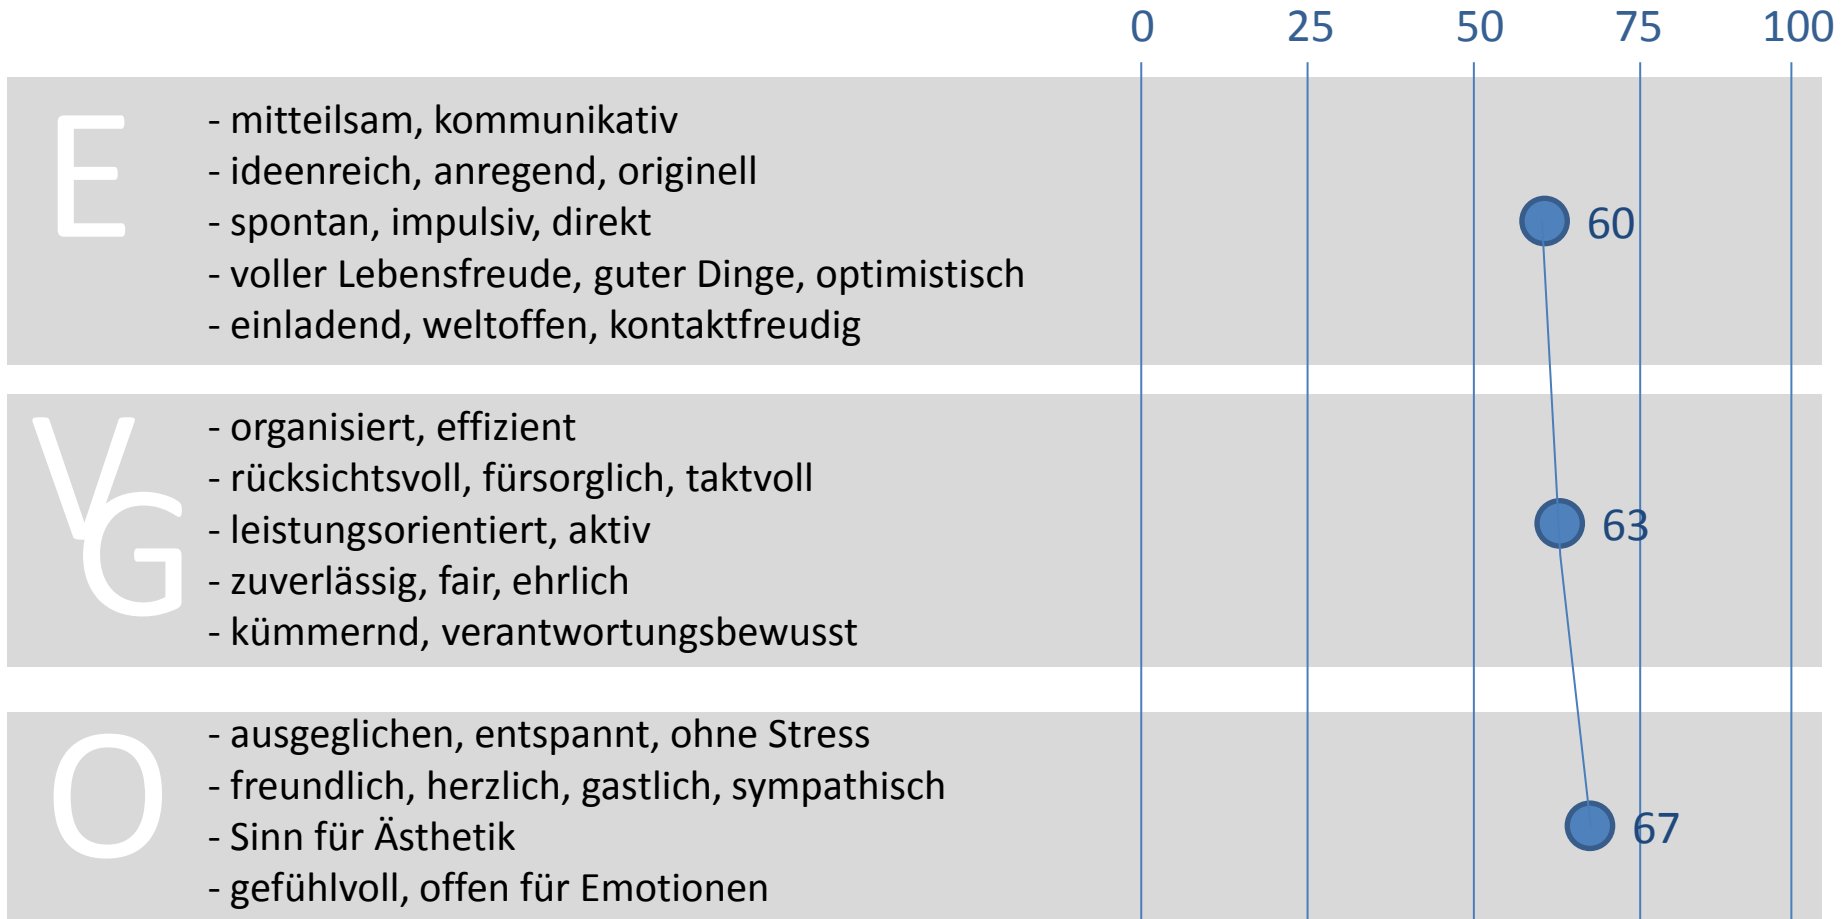 0 25 50 75 100
E
- mitteilsam, kommunikativ
- ideenreich, anregend, originell
- spontan, impulsiv, direkt
60
- voller Lebensfreude, guter Dinge, optimistisch
- einladend, weltoffen, kontaktfreudig
VG
- organisiert, effizient
- rücksichtsvoll, fürsorglich, taktvoll
- leistungsorientiert, aktiv
63
- zuverlässig, fair, ehrlich
- kümmernd, verantwortungsbewusst
O
- ausgeglichen, entspannt, ohne Stress
- freundlich, herzlich, gastlich, sympathisch
- Sinn für Ästhetik
67
- gefühlvoll, offen für Emotionen